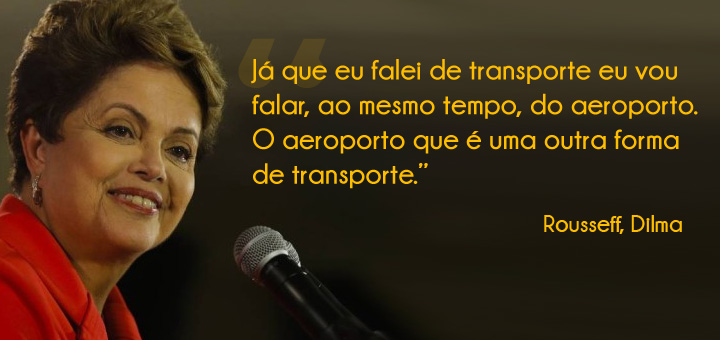 “
Já que eu falei de transporte eu vou
falar, ao mesmo tempo, do aeroporto.
O aeroporto que é uma outra forma
de transporte.”
Rousseff, Dilma